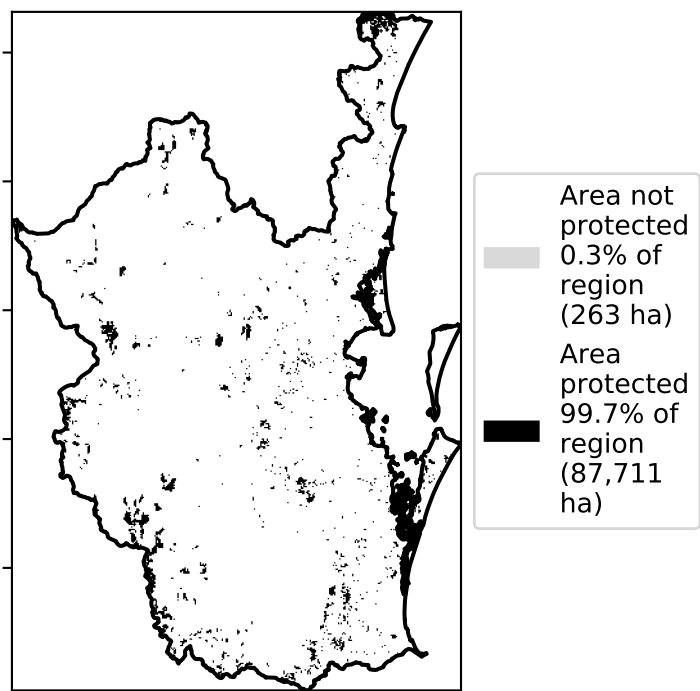 Area not
protected
0.3% of
region
(263 ha)
Area
protected
99.7% of
region
(87,711
ha)